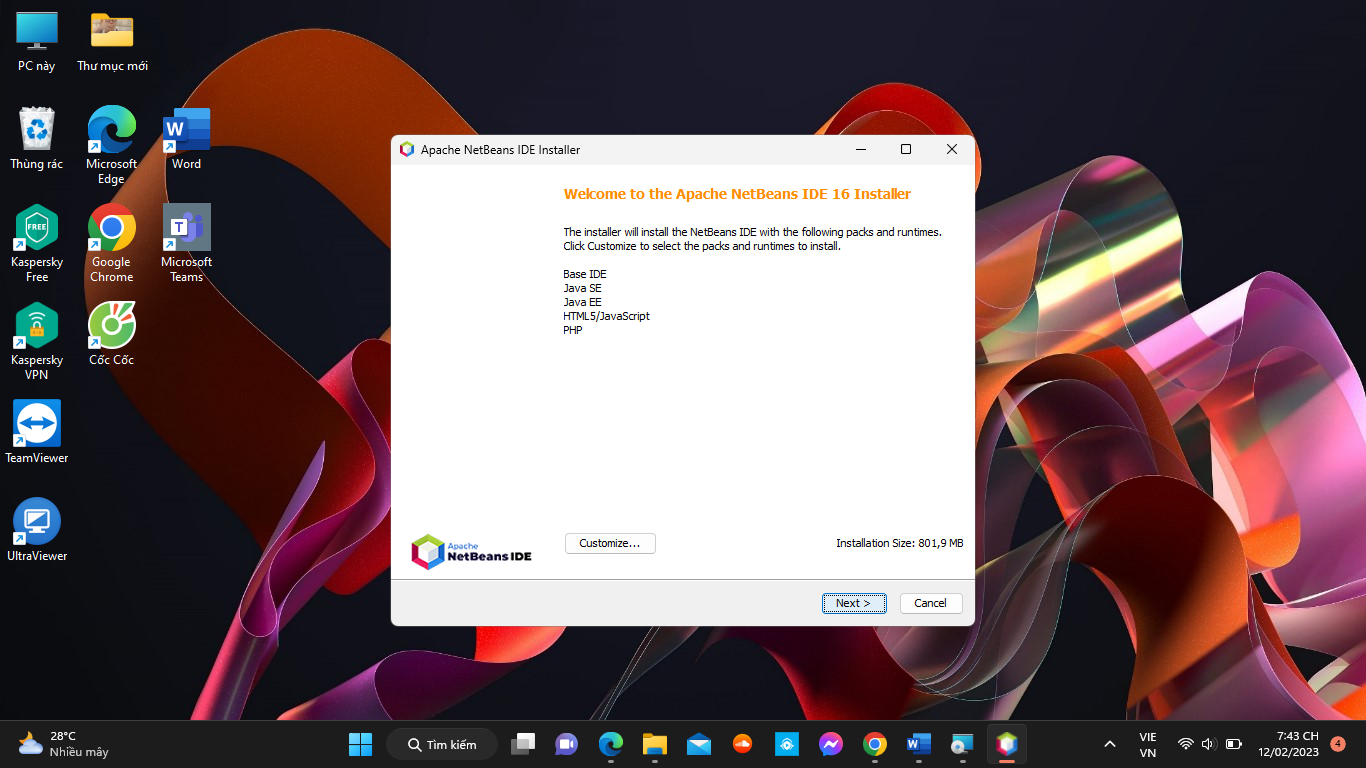 PC này
Thư mục mới
Thùng rác
Microsoft
Edge
W
Word
FREE
Kaspersky
Free
Google
Chrome
T
Microsoft
Teams
Kaspersky
VPN
Cốc Cốc
TeamViewer
UltraViewer
Apache NetBeans IDE Installer
Welcome to the Apache NetBeans IDE 16 Installer
The installer will install the NetBeans IDE with the following packs and runtimes.
Click Customize to select the packs and runtimes to install.
Base IDE
Java SE
Java EE
HTML5/JavaScript
PHP
Apache
NetBeans IDE
Customize...
Installation Size: 801,9 MB
Next >
Cancel
28°C
Nhiều mây
Tìm kiếm
W
VIE
VN
7:43 CH
12/02/2023
4